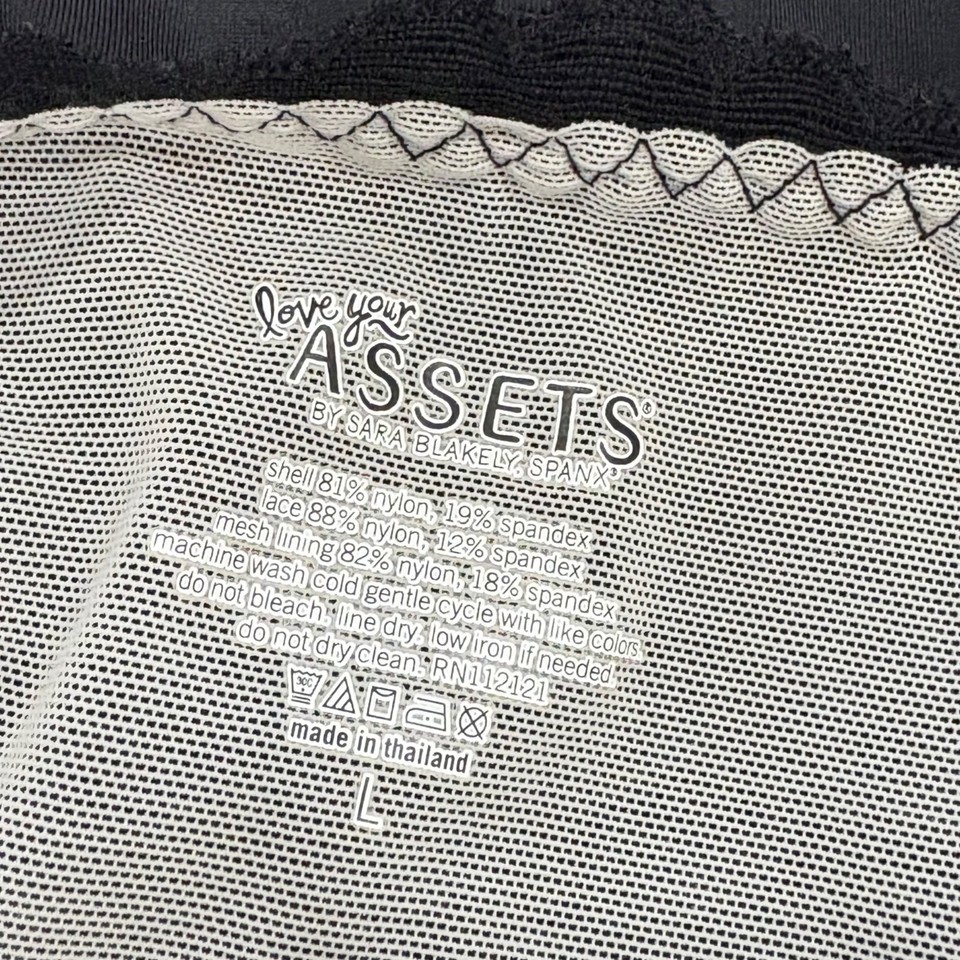 love your
ASSETS®
BY SARA BLAKELY, SPANX®
shell 81% nylon, 19% spandex
lace 88% nylon, 12% spandex
mesh lining 82% nylon, 18% spandex
machine wash cold gentle cycle with like colors
do not bleach. line dry. low iron if needed
do not dry clean. RN112121
30C
made in thailand
L